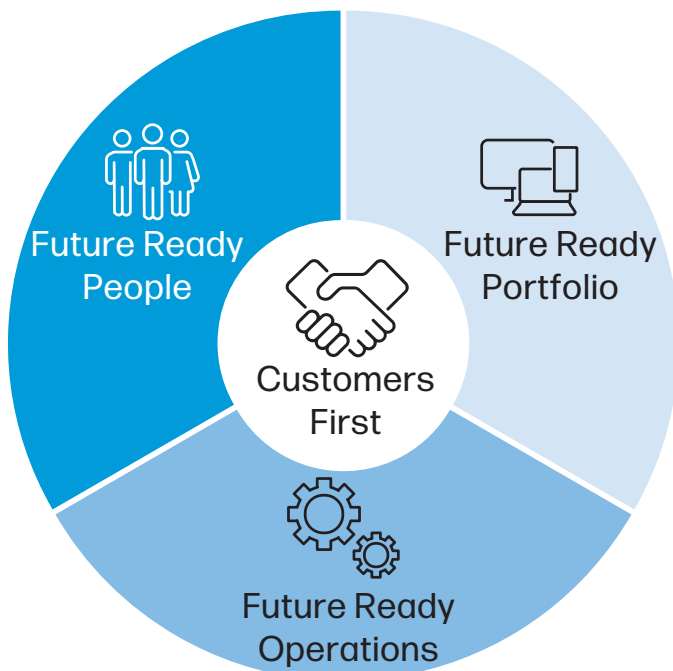 Future Ready
People
Future Ready
Portfolio
Customers
First
Future Ready
Operations